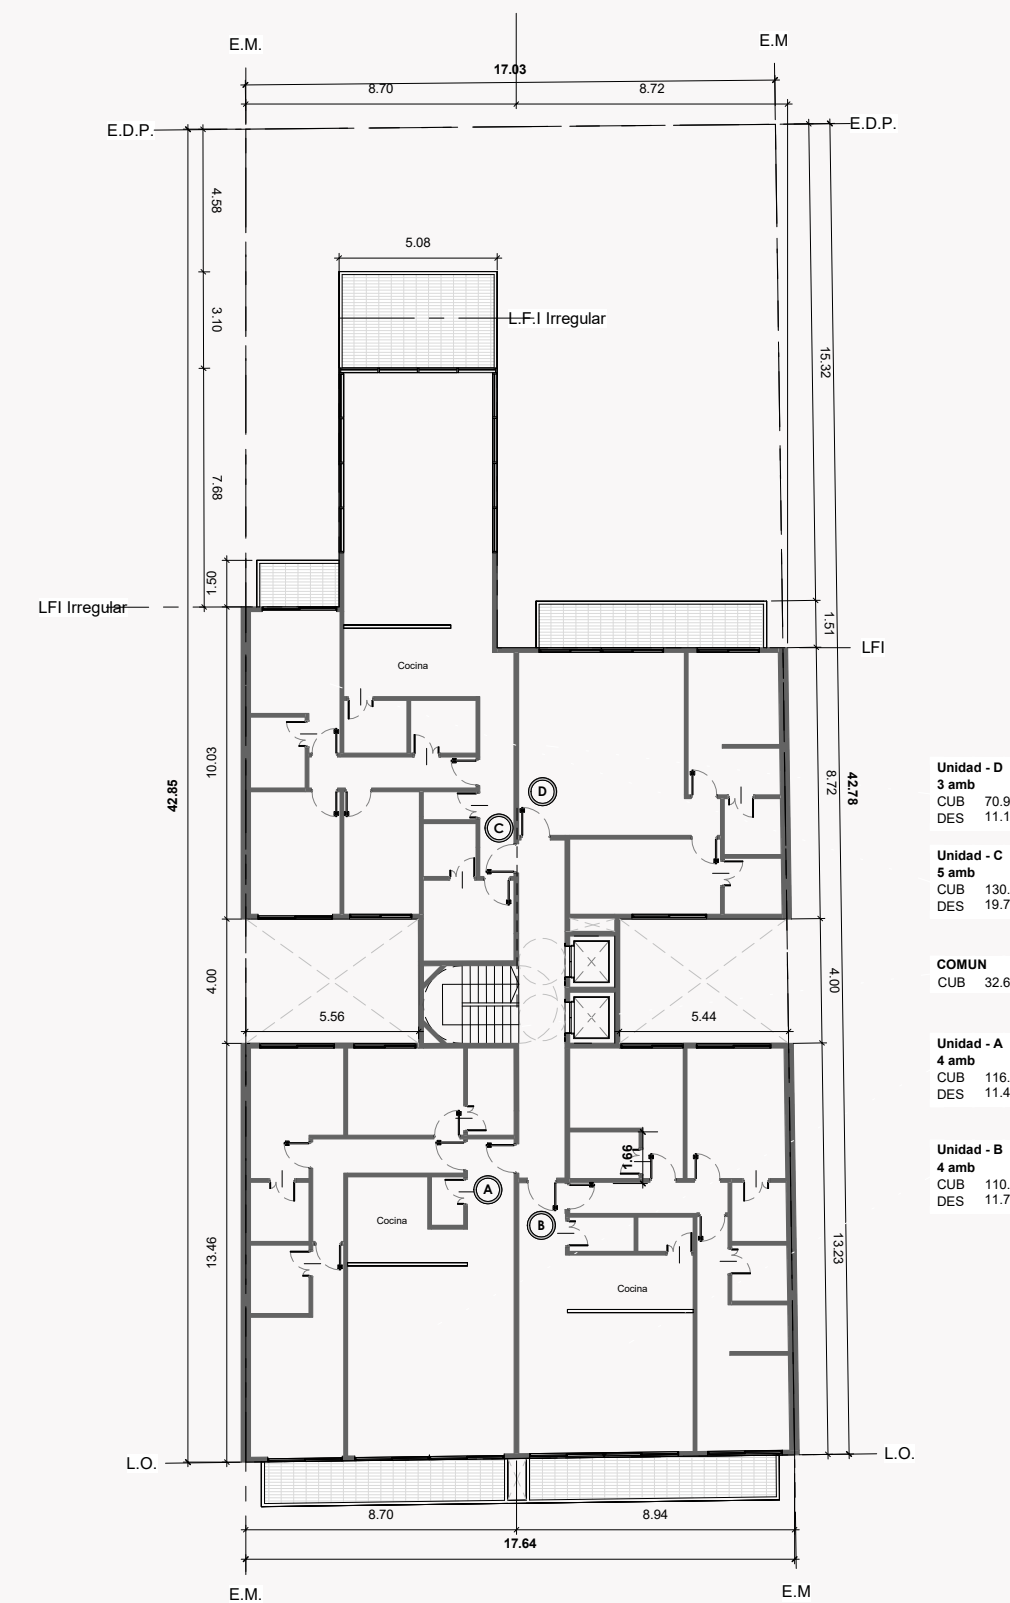 E.M.
E.M
17.03
8.70
8.72
E.D.P.
E.D.P.
4.58
5.08
3.10
L.F.I Irregular
15.32
7.68
1.50
LFI Irregular
1.51
LFI
Cocina
10.03
42.85
8.72
42.78
D
C
Unidad - D
3 amb
CUB 70.9
DES 11.1
Unidad - C
5 amb
CUB 130.
DES 19.7
COMUN
CUB 32.6
4.00
4.00
5.56
5.44
Unidad - A
4 amb
CUB 116.
DES 11.4
Unidad - B
4 amb
CUB 110.
DES 11.7
1.66
A
B
Cocina
Cocina
13.46
13.23
L.O.
L.O.
8.70
8.94
17.64
E.M.
E.M